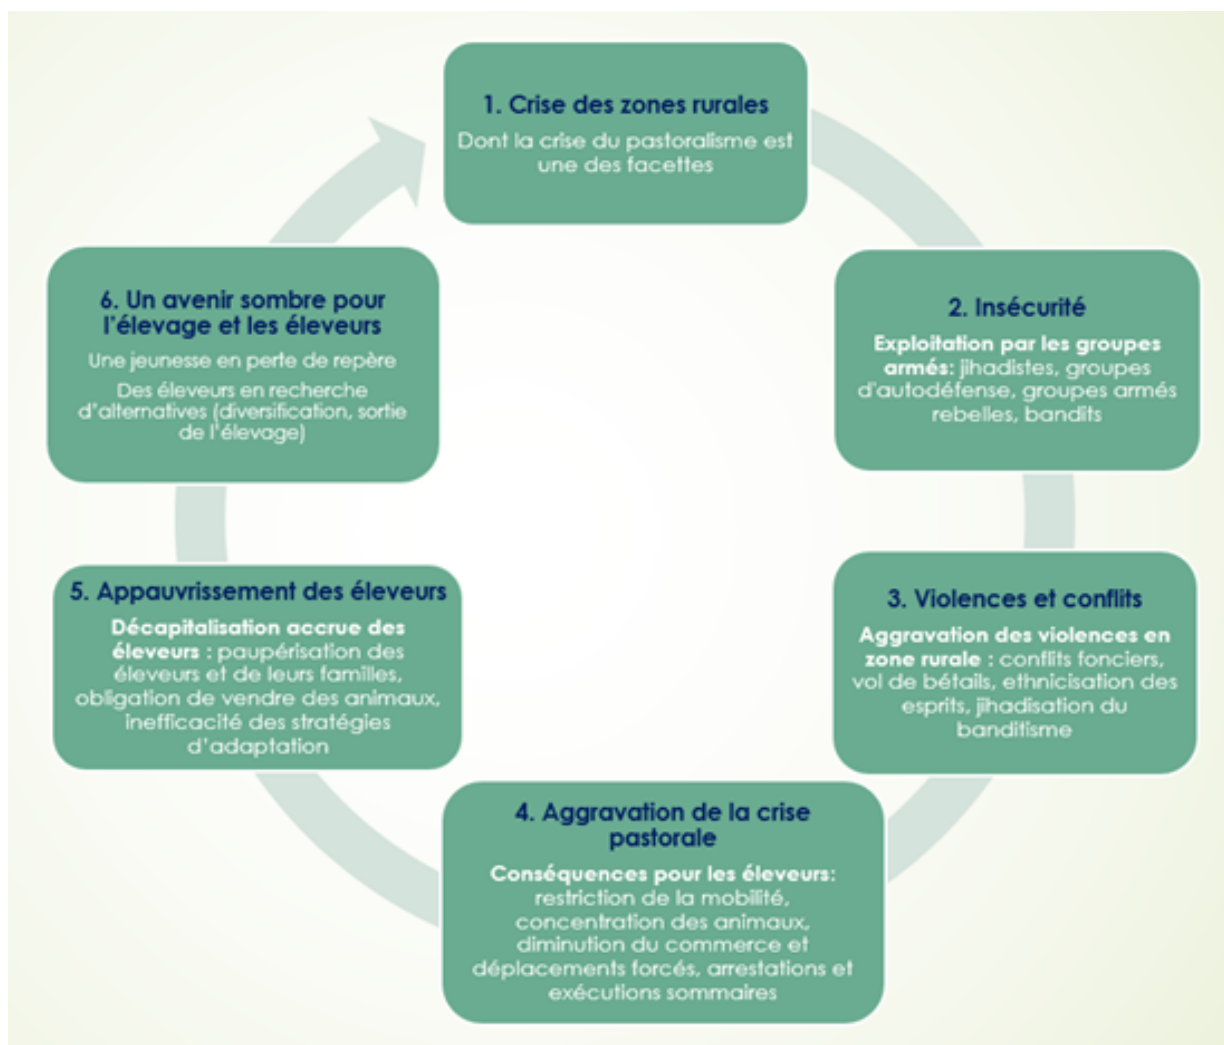 1. Crise des zones rurales
Dont la crise du pastoralisme est
une des facettes
2. Insécurité
Exploitation par les groupes
armés: jihadistes, groupes
d'autodéfense, groupes armés
rebelles, bandits
3. Violences et conflits
Aggravation des violences en
zone rurale : conflits fonciers,
vol de bétails, ethnicisation des
esprits, jihadisation du
banditisme
4. Aggravation de la crise
pastorale
Conséquences pour les éleveurs:
restriction de la mobilité,
concentration des animaux,
diminution du commerce et
déplacements forcés, arrestations et
exécutions sommaires
5. Appauvrissement des éleveurs
Décapitalisation accrue des
éleveurs : paupérisation des
éleveurs et de leurs familles,
obligation de vendre des animaux,
inefficacité des stratégies
d'adaptation
6. Un avenir sombre pour
l'élevage et les éleveurs
Une jeunesse en perte de repère
Des éleveurs en recherche
d'alternatives (diversification, sortie
de l'élevage)